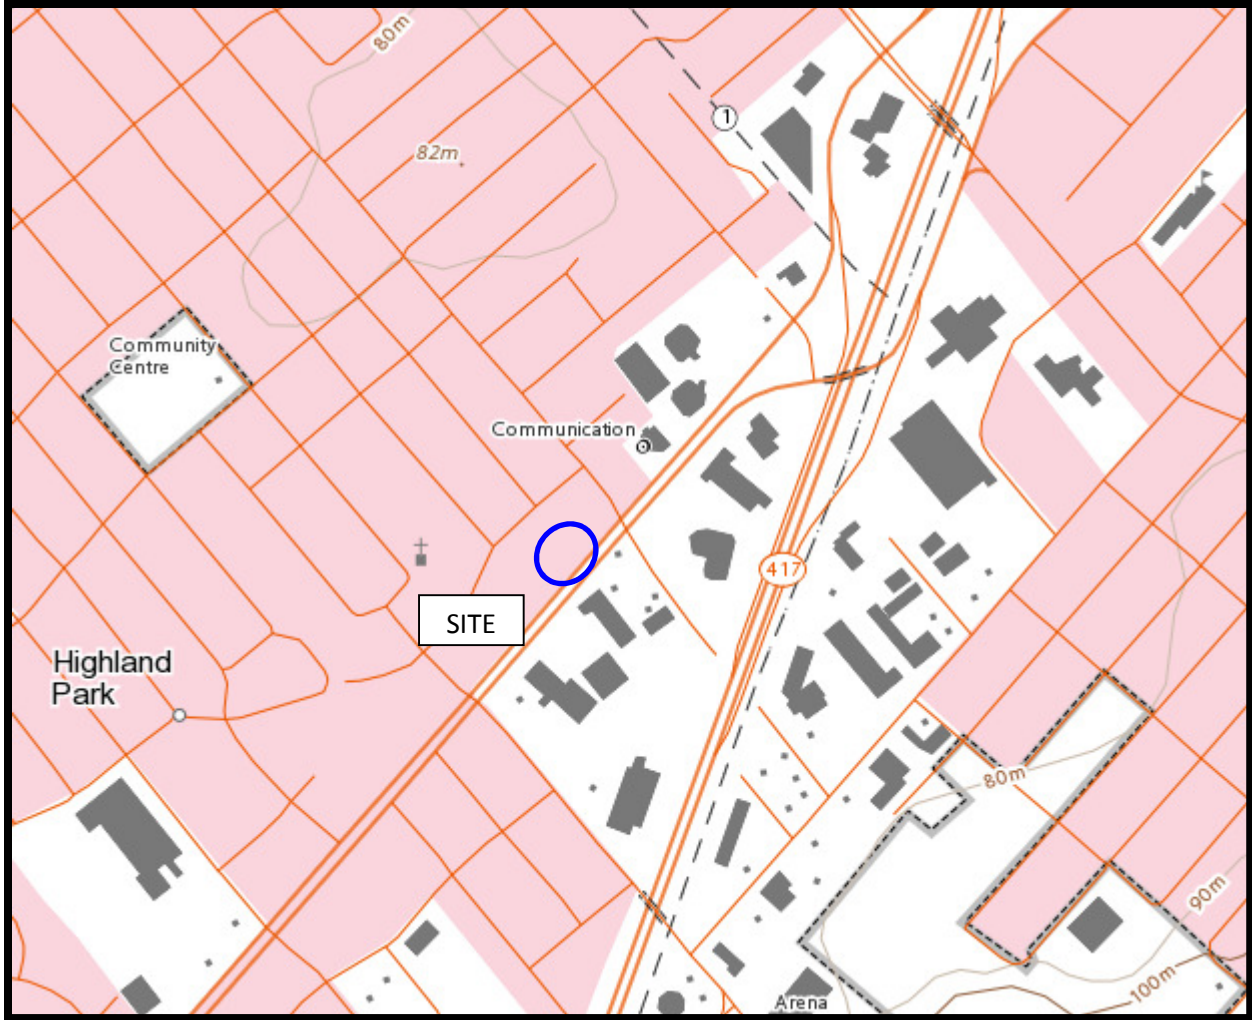 80m
1
82m
Community
Centre
Communication
417
SITE
Highland
Park
80m
90m
100m
Arena